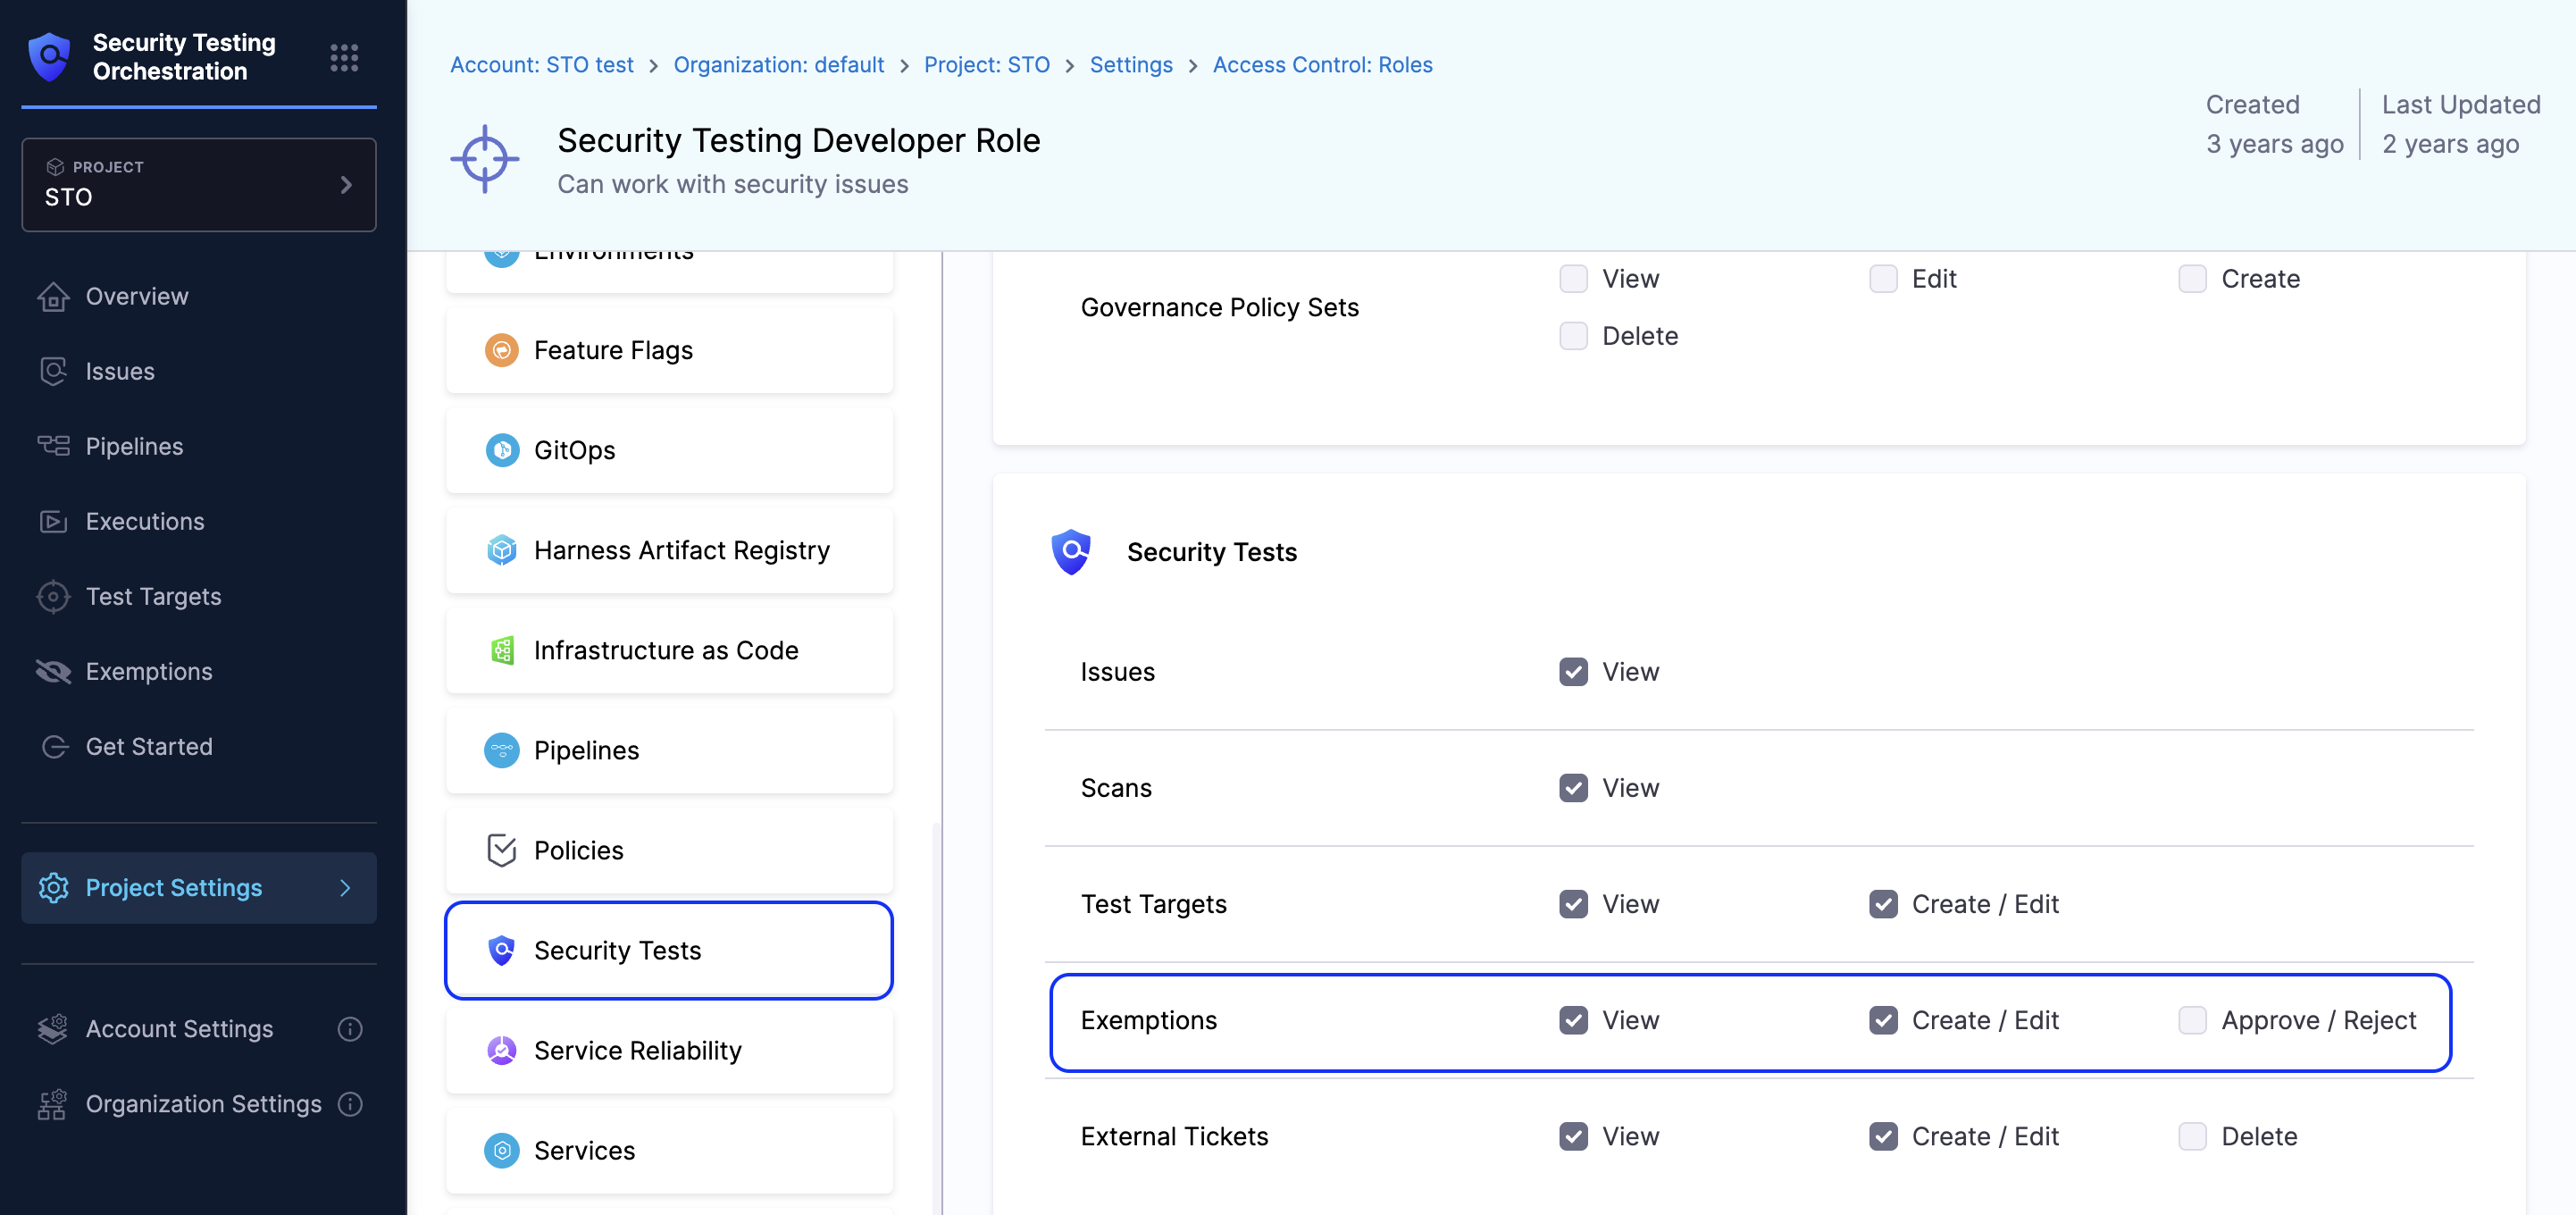 Security Testing
Orchestration
PROJECT
STO
Overview
Issues
Pipelines
Executions
Test Targets
Exemptions
Get Started
Project Settings
Account Settings
Organization Settings
Account: STO test > Organization: default > Project: STO > Settings > Access Control: Roles
Security Testing Developer Role
Can work with security issues
Created
3 years ago
Last Updated
2 years ago
Environments
Feature Flags
GitOps
Harness Artifact Registry
Infrastructure as Code
Pipelines
Policies
Security Tests
Service Reliability
Services
Governance Policy Sets
View Edit Create
Delete
Security Tests
Issues View
Scans View
Test Targets View Create / Edit
Exemptions View Create / Edit Approve / Reject
External Tickets View Create / Edit Delete